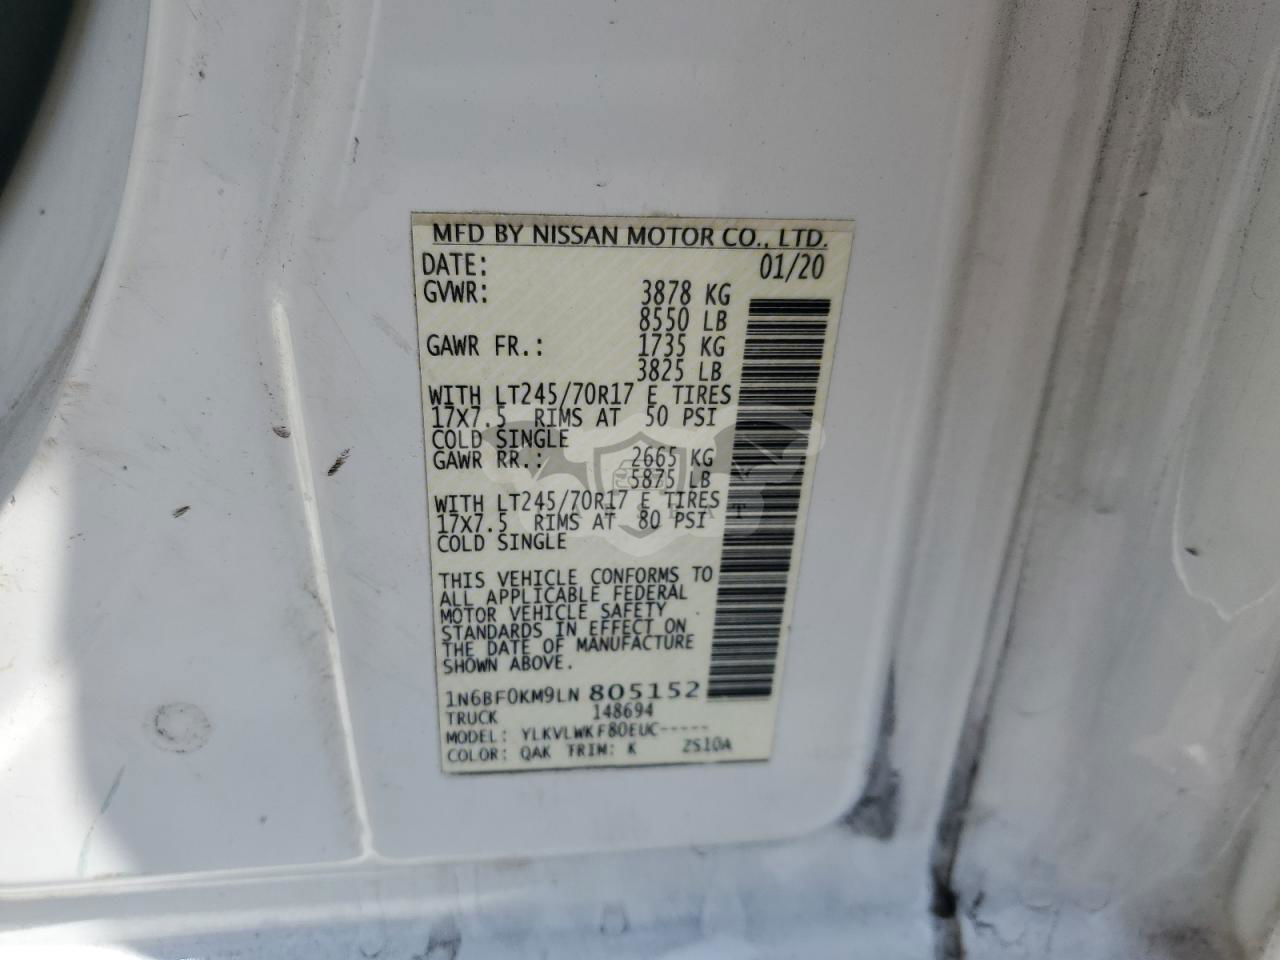 MFD BY NISSAN MOTOR CO., LTD.
DATE: 01/20
GVWR: 3878 KG
8550 LB
GAWR FR.: 1735 KG
3825 LB
WITH LT245/70R17 E TIRES
17X7.5 RIMS AT 50 PSI
COLD SINGLE
GAWR RR.: 2665 KG
5875 LB
WITH LT245/70R17 E TIRES
17X7.5 RIMS AT 80 PSI
COLD SINGLE
THIS VEHICLE CONFORMS TO
ALL APPLICABLE FEDERAL
MOTOR VEHICLE SAFETY
STANDARDS IN EFFECT ON
THE DATE OF MANUFACTURE
SHOWN ABOVE.
1N6BF0KM9LN 805152
TRUCK 148694
MODEL: YLKVLWKF80EUC-----
COLOR: QAK TRIM: K ZS10A